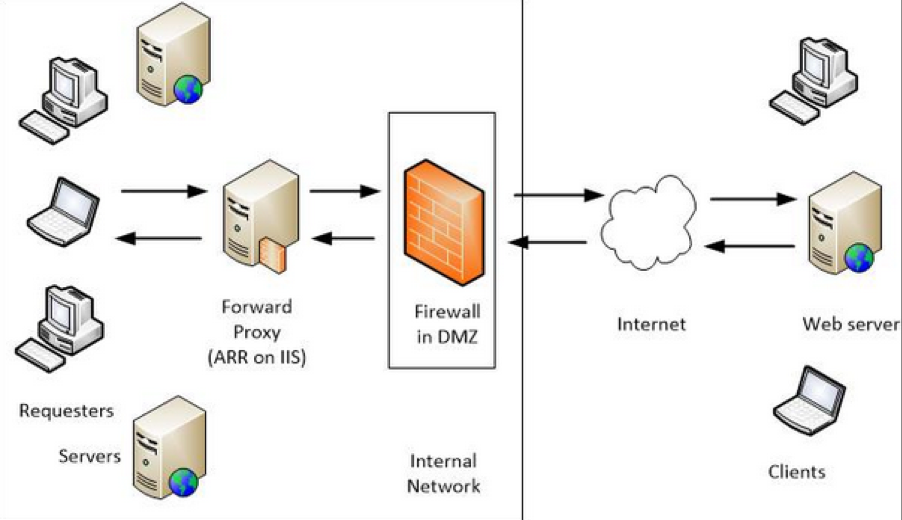 Forward
Proxy
(ARR on IIS)
Firewall
in DMZ
Internet
Web server
Requesters
Servers
Internal
Network
Clients